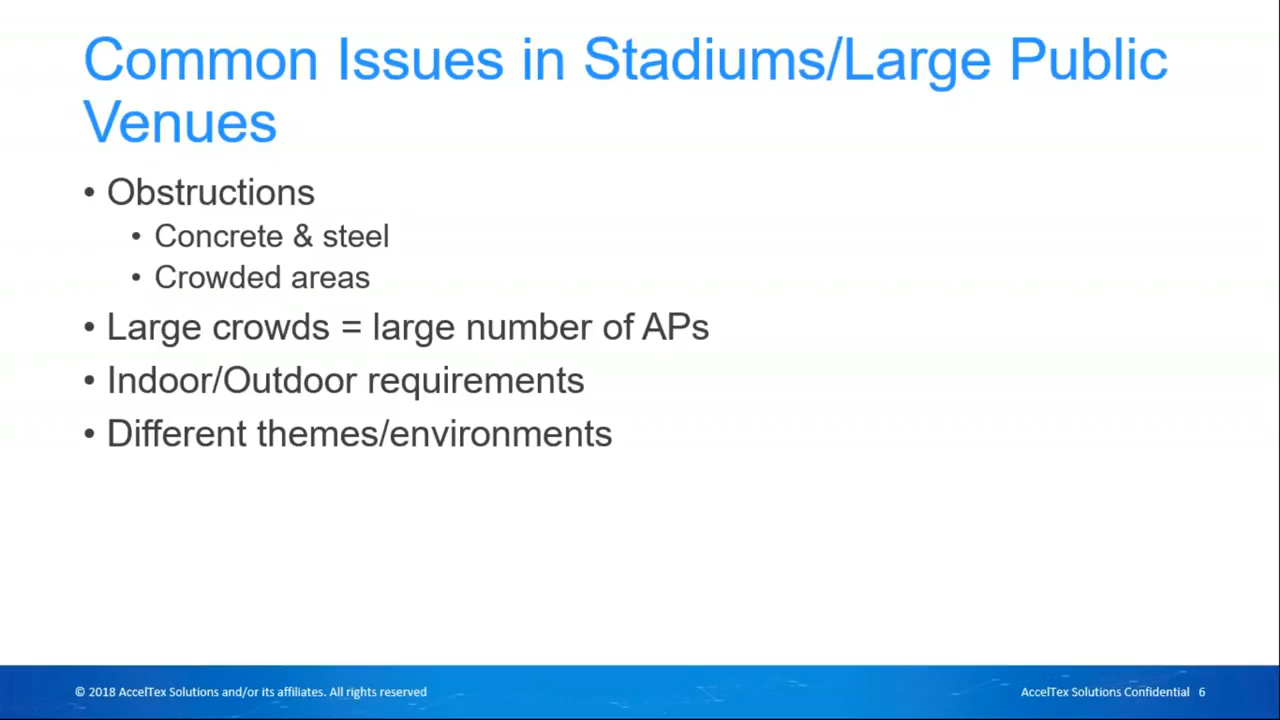 Common Issues in Stadiums/Large Public
Venues
• Obstructions
• Concrete & steel
• Crowded areas
• Large crowds = large number of APs
• Indoor/Outdoor requirements
• Different themes/environments
© 2018 AccelTex Solutions and/or its affiliates. All rights reserved
AccelTex Solutions Confidential 6